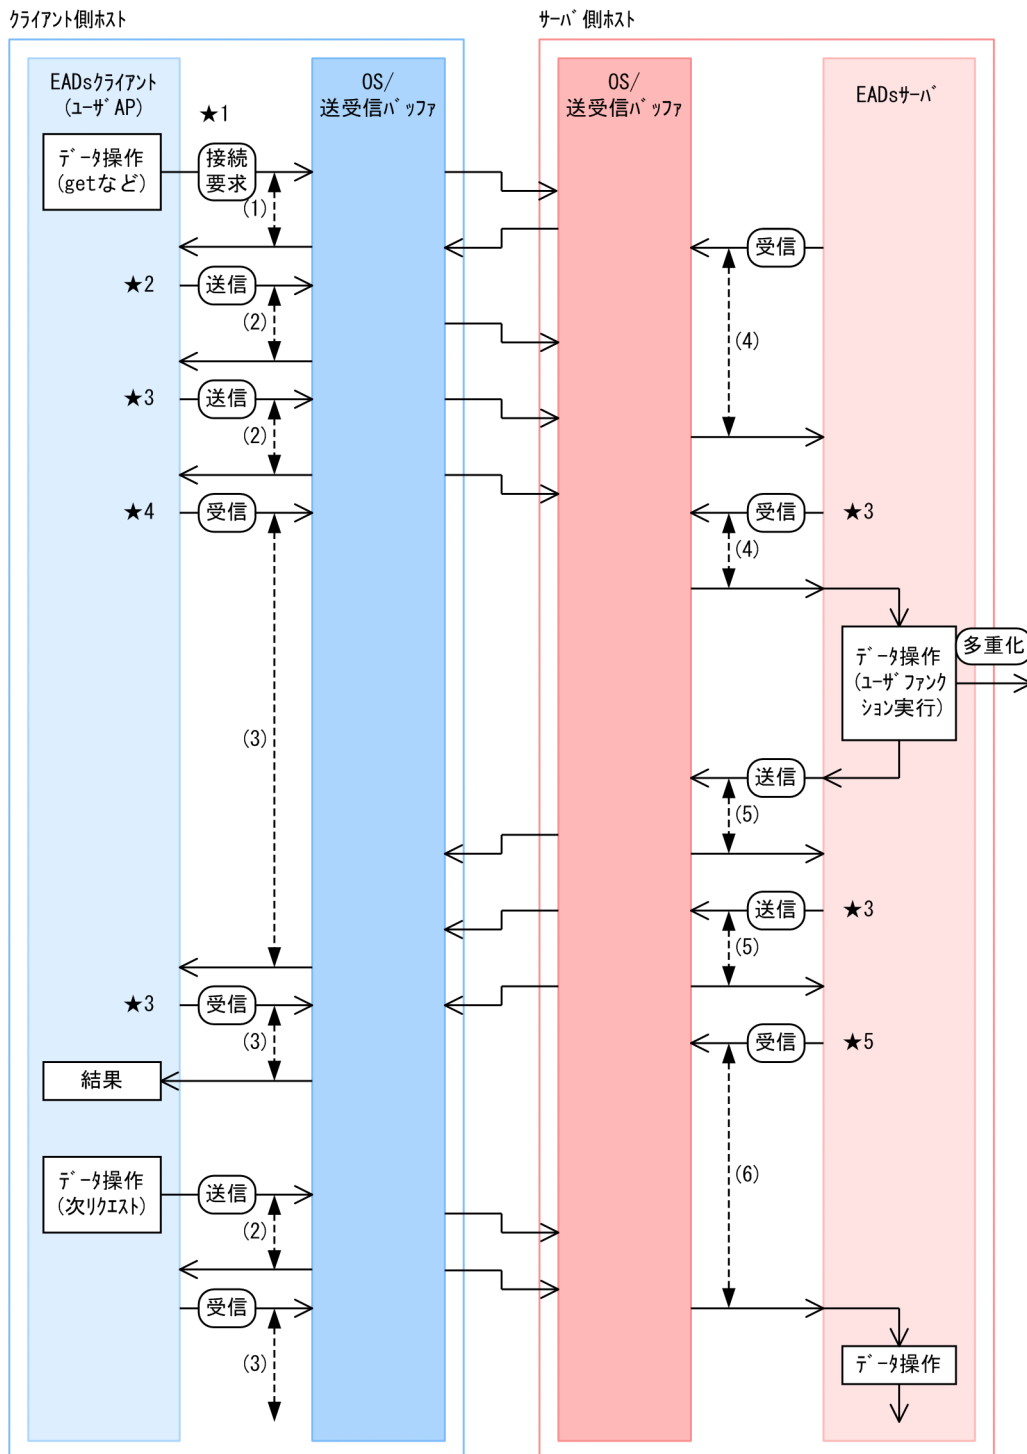 クライアント側ホスト
サーバ側ホスト
EADsクライアント
(ユーザAP)
OS/
送受信バッファ
OS/
送受信バッファ
EADsサーバ
★1
データ操作
(getなど)
接続
要求
(1)
受信
★2
送信
(2)
(4)
★3
送信
(2)
★4
受信
受信
★3
(4)
多重化
データ操作
(ユーザファンク
ション実行)
(3)
送信
(5)
送信
★3
(5)
★3
受信
(3)
受信
★5
結果
データ操作
(次リクエスト)
送信
(2)
(6)
受信
(3)
データ操作